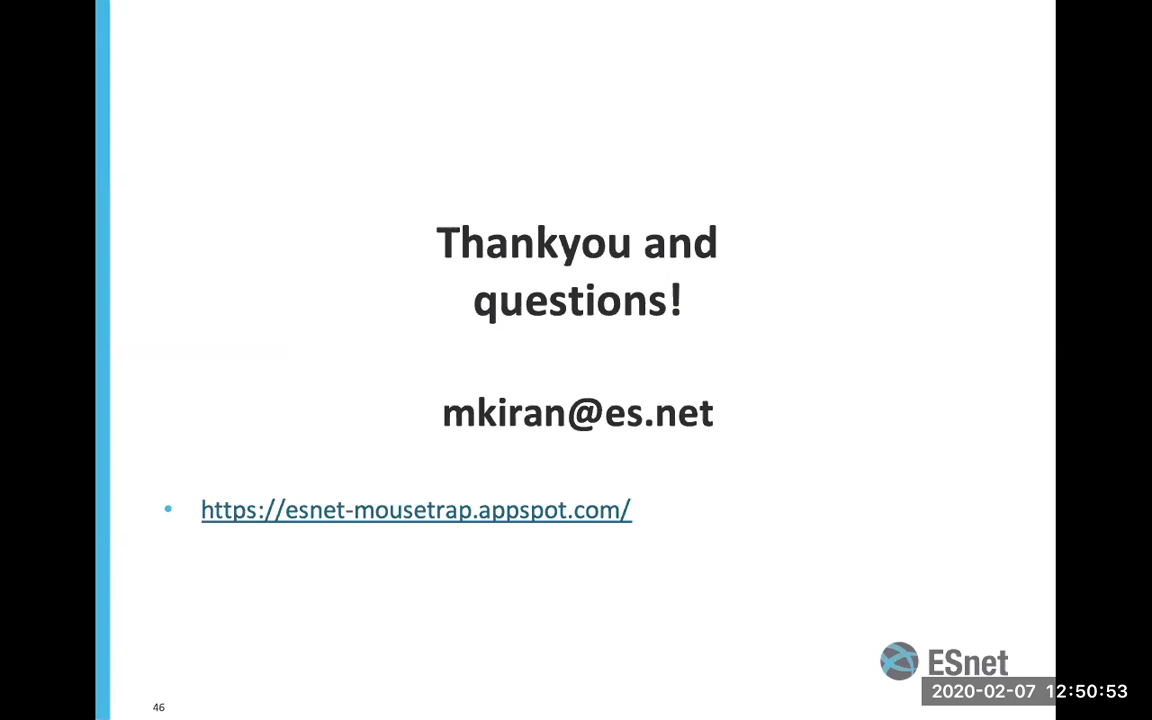 Thankyou and
questions!
mkiran@es.net
• https://esnet-mousetrap.appspot.com/
ESnet
2020-02-07 12:50:53
46